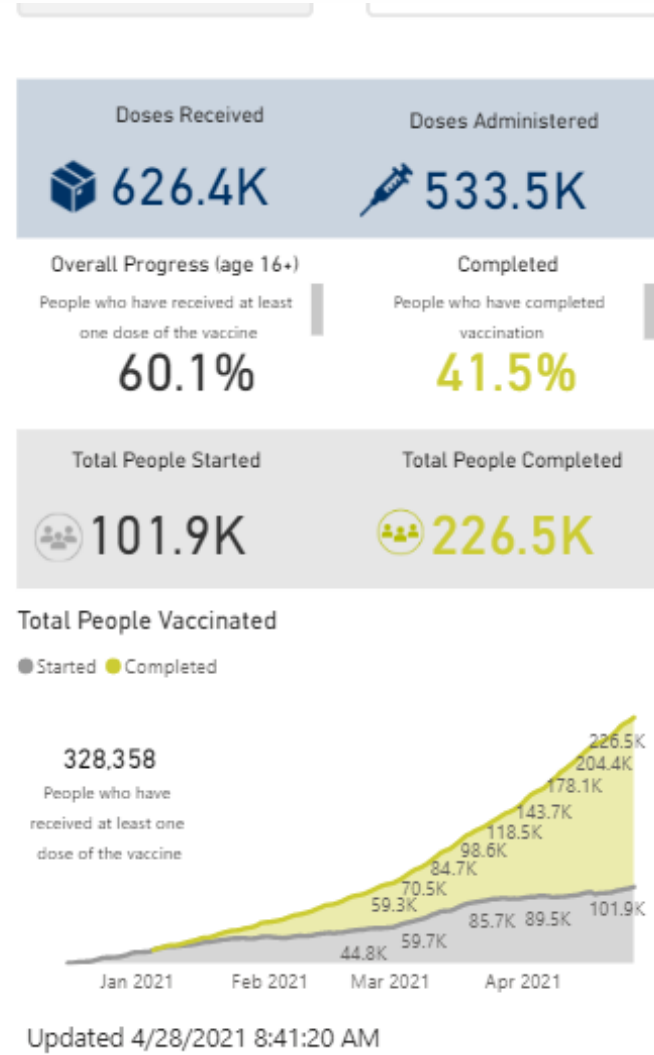 Doses Received
Doses Administered
626.4K
533.5K
Overall Progress (age 16+)
Completed
People who have received at least
one dose of the vaccine
People who have completed
vaccination
60.1%
41.5%
Total People Started
Total People Completed
101.9K
226.5K
Total People Vaccinated
Started
Completed
328,358
People who have
received at least one
dose of the vaccine
226.5K
204.4K
178.1K
143.7K
118.5K
98.6K
84.7K
70.5K
59.3K
101.9K
89.5K
85.7K
59.7K
44.8K
Jan 2021
Feb 2021
Mar 2021
Apr 2021
Updated 4/28/2021 8:41:20 AM